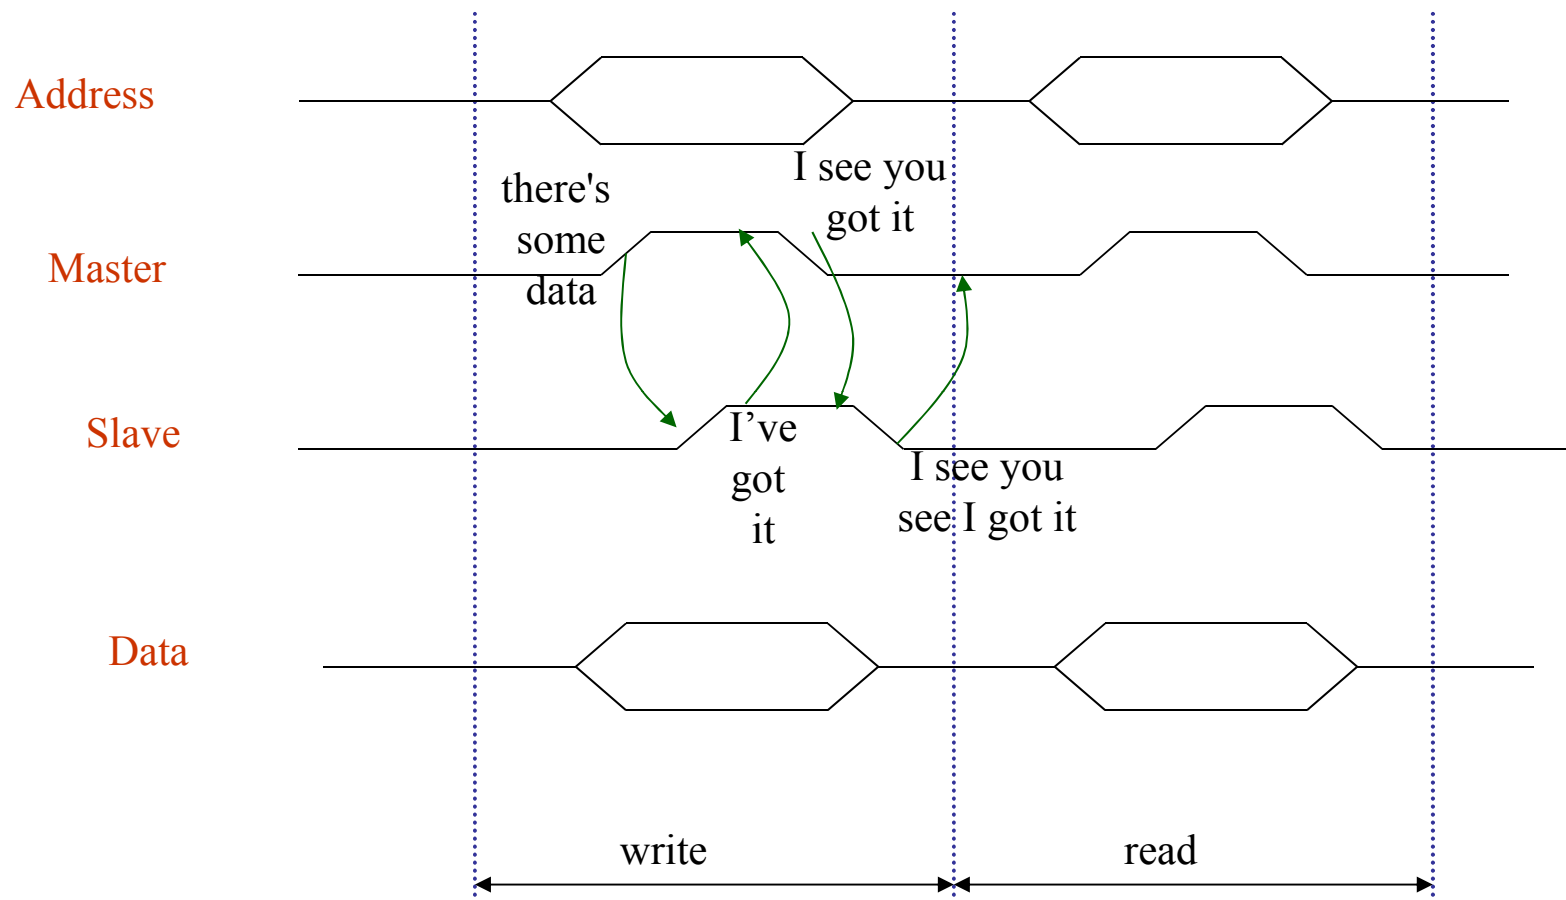 Address
I see you
got it
there's
some
data
Master
Slave
I’ve
got
it
I see you
see I got it
Data
write
read